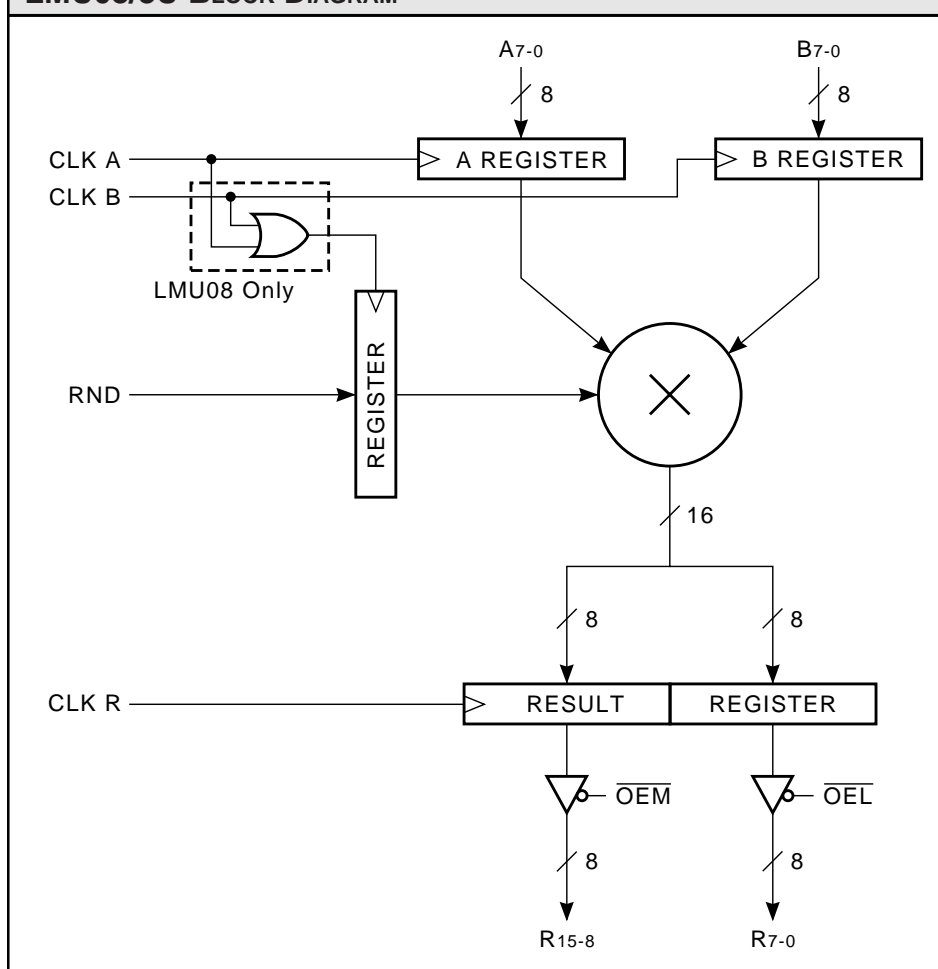 A7-0 B7-0
8 8
CLK A A REGISTER B REGISTER
CLK B
LMU08 Only
REGISTER
RND
16
8 8
CLK R RESULT REGISTER
OEM OEL
8 8
R15-8 R7-0